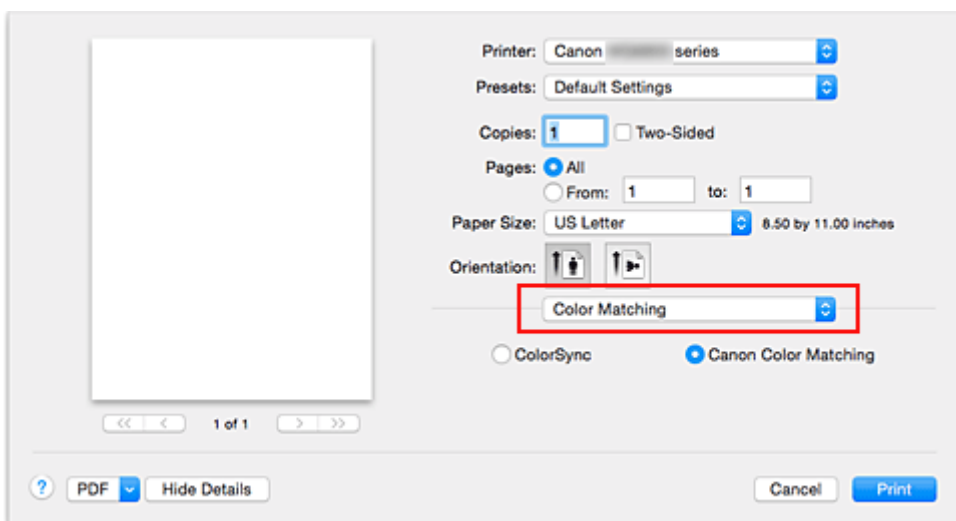 Printer: Canon series
Presets: Default Settings
Copies: 1 Two-Sided
Pages: All
From: 1 to: 1
Paper Size: US Letter 8.50 by 11.00 inches
Orientation:
Color Matching
ColorSync Canon Color Matching
<< < 1 of 1 > >>
? PDF Hide Details Cancel Print